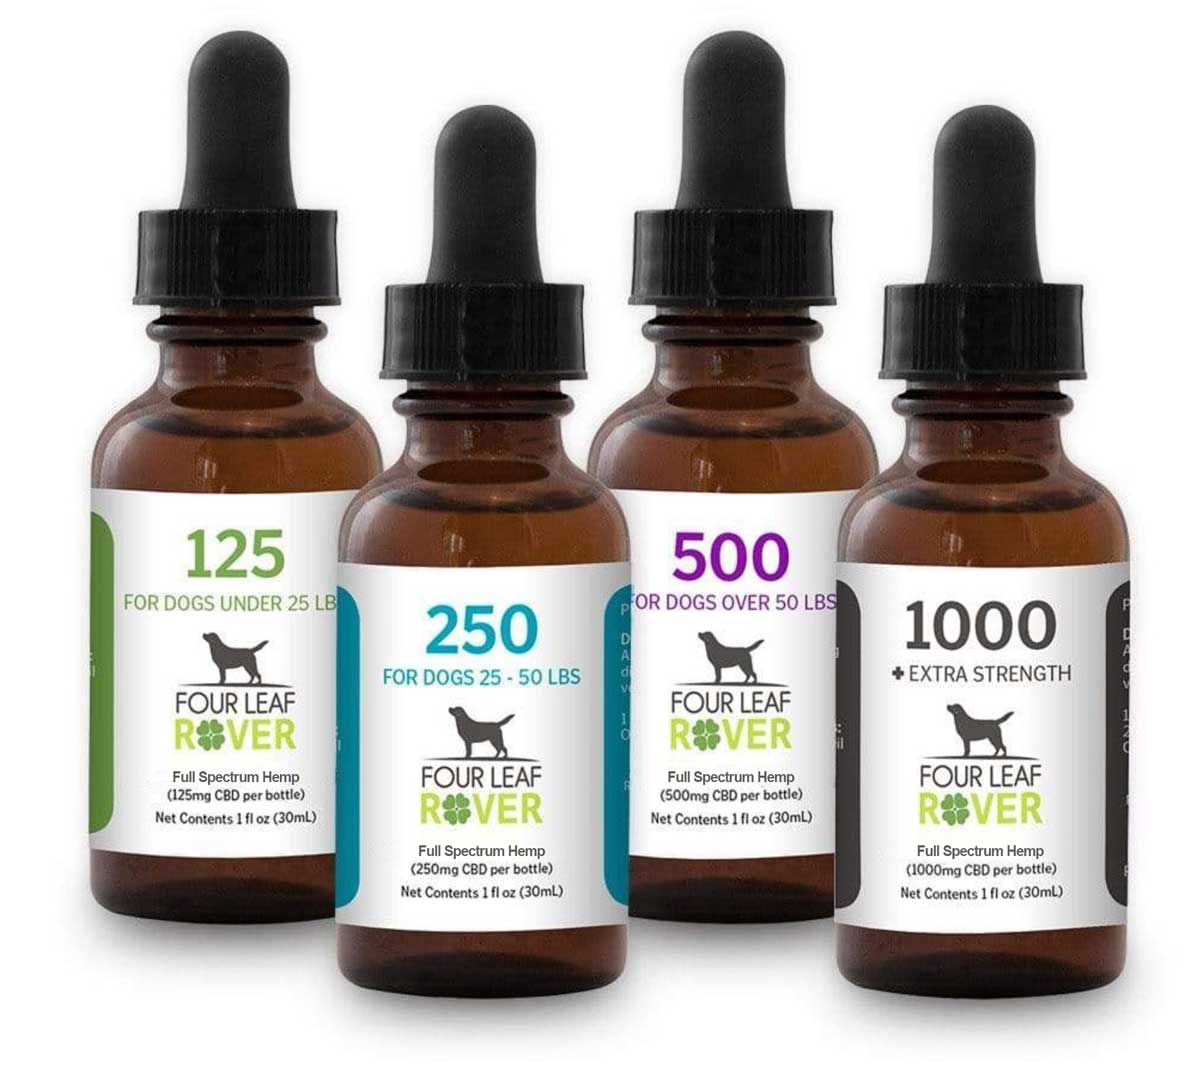 125
FOR DOGS UNDER 25 LB
FOUR LEAF
ROVER
Full Spectrum Hemp
(125mg CBD per bottle)
Net Contents 1 fl oz (30mL)
250
FOR DOGS 25 - 50 LBS
FOUR LEAF
ROVER
Full Spectrum Hemp
(250mg CBD per bottle)
Net Contents 1 fl oz (30mL)
500
FOR DOGS OVER 50 LBS
FOUR LEAF
ROVER
Full Spectrum Hemp
(500mg CBD per bottle)
Net Contents 1 fl oz (30mL)
1000
+ EXTRA STRENGTH
FOUR LEAF
ROVER
Full Spectrum Hemp
(1000mg CBD per bottle)
Net Contents 1 fl oz (30mL)